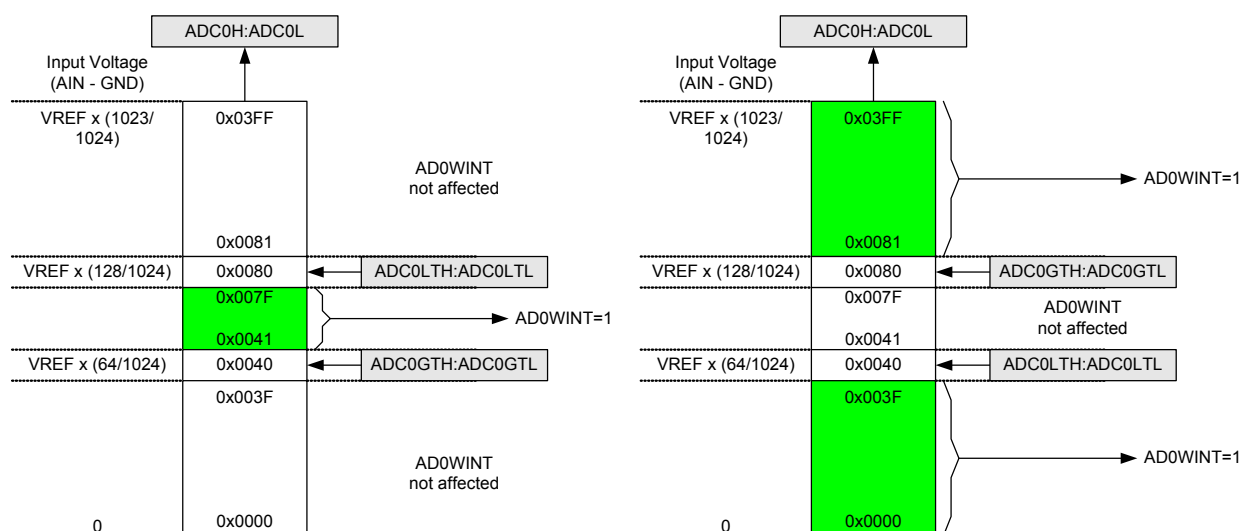 ADC0H:ADC0L
Input Voltage
(AIN - GND)
VREF x (1023/
1024)
0x03FF
AD0WINT
not affected
0x0081
VREF x (128/1024)
0x0080
ADC0LTH:ADC0LTL
0x007F
AD0WINT=1
0x0041
VREF x (64/1024)
0x0040
ADC0GTH:ADC0GTL
0x003F
AD0WINT
not affected
0
0x0000
ADC0H:ADC0L
Input Voltage
(AIN - GND)
VREF x (1023/
1024)
0x03FF
AD0WINT=1
0x0081
VREF x (128/1024)
0x0080
ADC0GTH:ADC0GTL
0x007F
AD0WINT
not affected
0x0041
VREF x (64/1024)
0x0040
ADC0LTH:ADC0LTL
0x003F
AD0WINT=1
0
0x0000